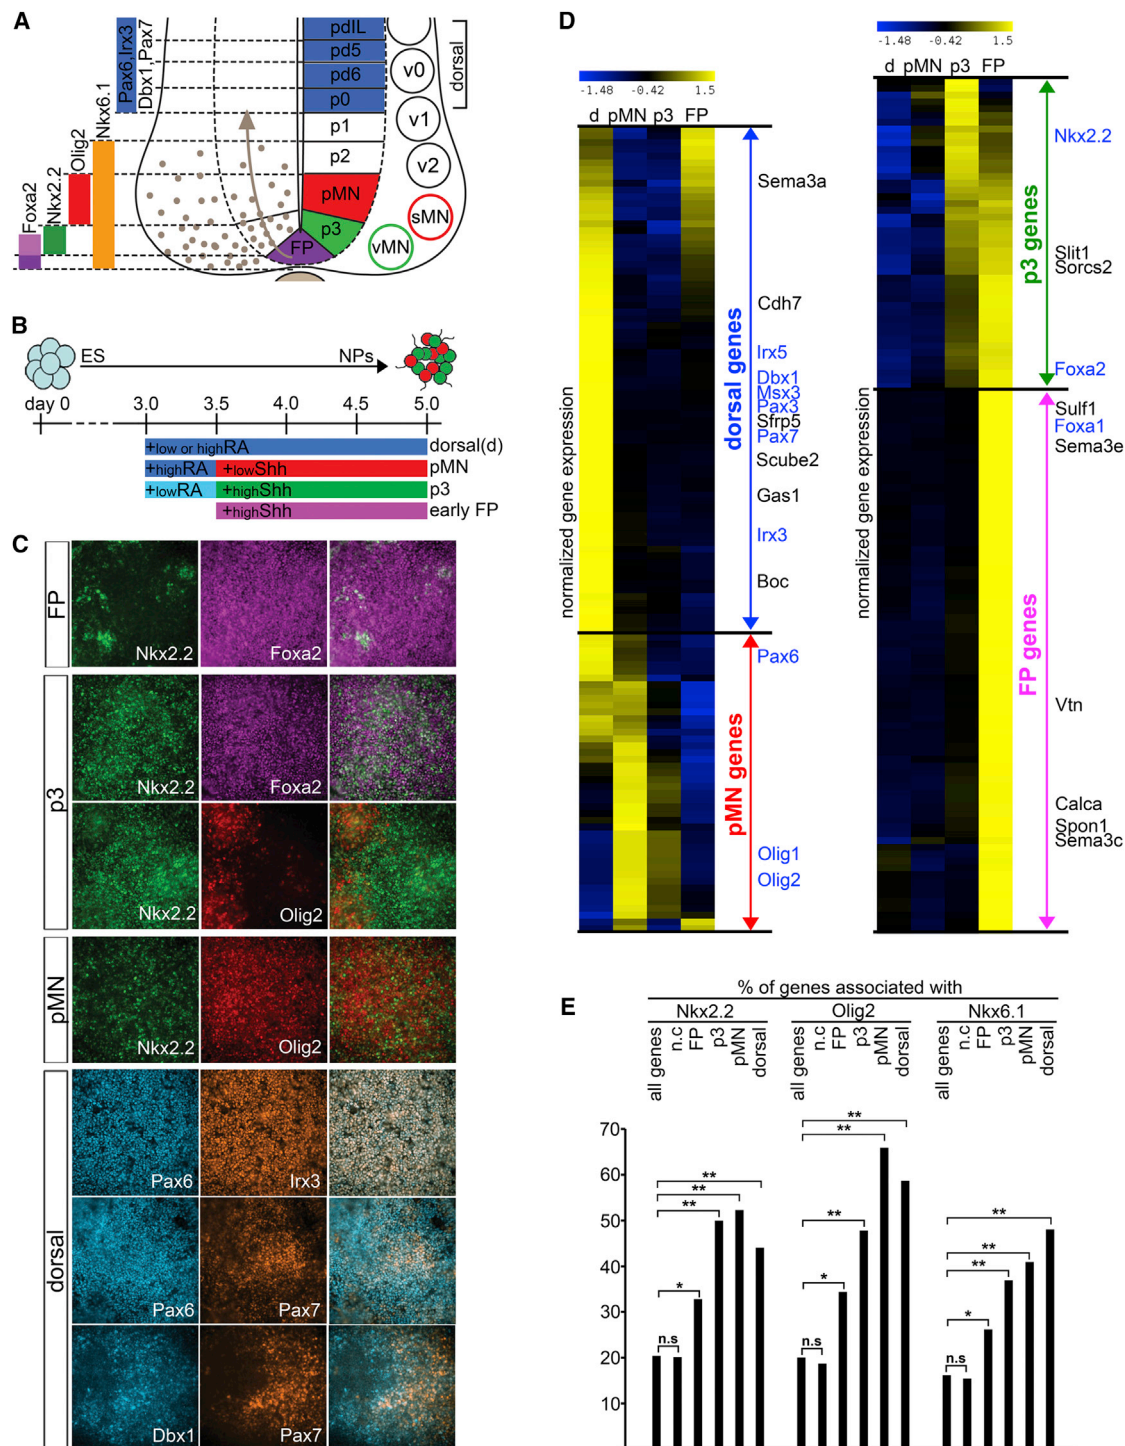 A
Pax6,Irx3
Dbx1,Pax7
Nkx6.1
Olig2
Nkx2.2
Foxa2
pdIL
pd5
pd6
p0
p1
p2
pMN
p3
FP
v0
v1
v2
sMN
vMN
dorsal
B
ES
NPs
day 0
3.0
3.5
4.0
4.5
5.0
+low or highRA
dorsal(d)
+highRA
+lowShh
pMN
+lowRA
+highShh
p3
+highShh
early FP
C
FP
Nkx2.2
Foxa2
p3
Nkx2.2
Foxa2
Nkx2.2
Olig2
pMN
Nkx2.2
Olig2
dorsal
Pax6
Irx3
Pax6
Pax7
Dbx1
Pax7
D
-1.48 -0.42 1.5
d pMN p3 FP
normalized gene expression
dorsal genes
Sema3a
Cdh7
Irx5
Dbx1
Msx3
Pax3
Sfrp5
Pax7
Scube2
Gas1
Irx3
Boc
pMN genes
Pax6
Olig1
Olig2
-1.48 -0.42 1.5
d pMN p3 FP
normalized gene expression
p3 genes
Nkx2.2
Slit1
Sorcs2
Foxa2
FP genes
Sulf1
Foxa1
Sema3e
Vtn
Calca
Spon1
Sema3c
E
% of genes associated with
Nkx2.2
Olig2
Nkx6.1
all genes
n.c
FP
p3
pMN
dorsal
all genes
n.c
FP
p3
pMN
dorsal
all genes
n.c
FP
p3
pMN
dorsal
70
60
50
40
30
20
10
**
**
**
*
n.s
**
**
**
*
n.s
**
**
**
*
n.s